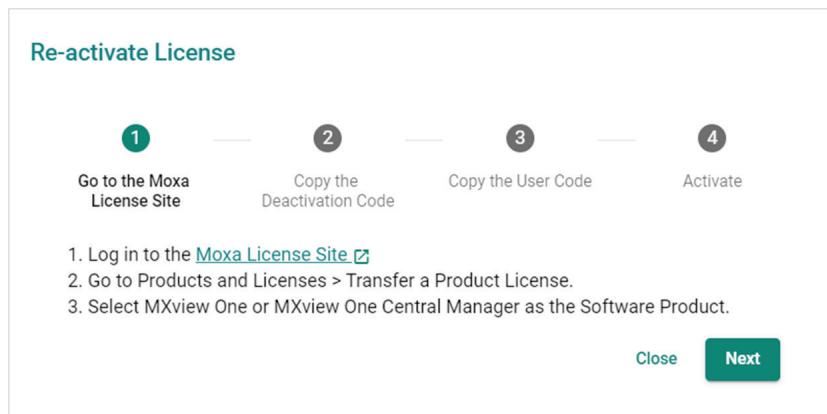 Re-activate License
1 2 3 4
Go to the Moxa
License Site
Copy the
Deactivation Code
Copy the User Code
Activate
1. Log in to the Moxa License Site
2. Go to Products and Licenses > Transfer a Product License.
3. Select MXview One or MXview One Central Manager as the Software Product.
Close Next